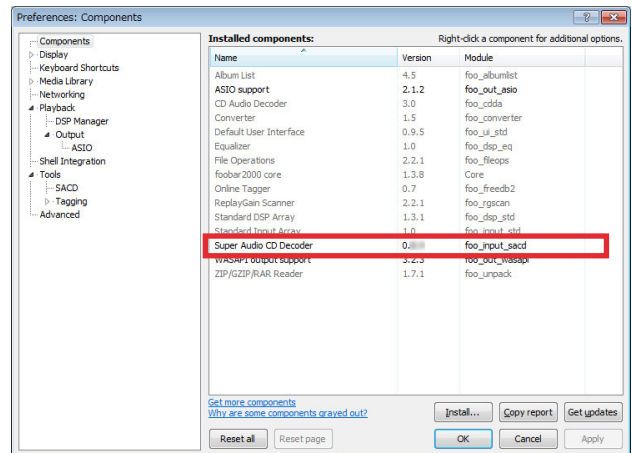 Preferences: Components
Components
Display
Keyboard Shortcuts
Media Library
Networking
Playback
DSP Manager
Output
ASIO
Shell Integration
Tools
SACD
Tagging
Advanced
Installed components: Right-click a component for additional options.
Name Version Module
Album List 4.5 foo_albumlist
ASIO support 2.1.2 foo_out_asio
CD Audio Decoder 3.0 foo_cdda
Converter 1.5 foo_converter
Default User Interface 0.9.5 foo_ui_std
Equalizer 1.0 foo_dsp_eq
File Operations 2.2.1 foo_fileops
foobar2000 core 1.3.8 Core
Online Tagger 0.7 foo_freedb2
ReplayGain Scanner 2.2.1 foo_rgscan
Standard DSP Array 1.3.1 foo_dsp_std
Standard Input Array 1.0 foo_input_std
Super Audio CD Decoder 0. foo_input_sacd
WASAPI output support 3.2.3 foo_out_wasapi
ZIP/GZIP/RAR Reader 1.7.1 foo_unpack
Get more components
Why are some components grayed out?
Install... Copy report Get updates
Reset all Reset page OK Cancel Apply